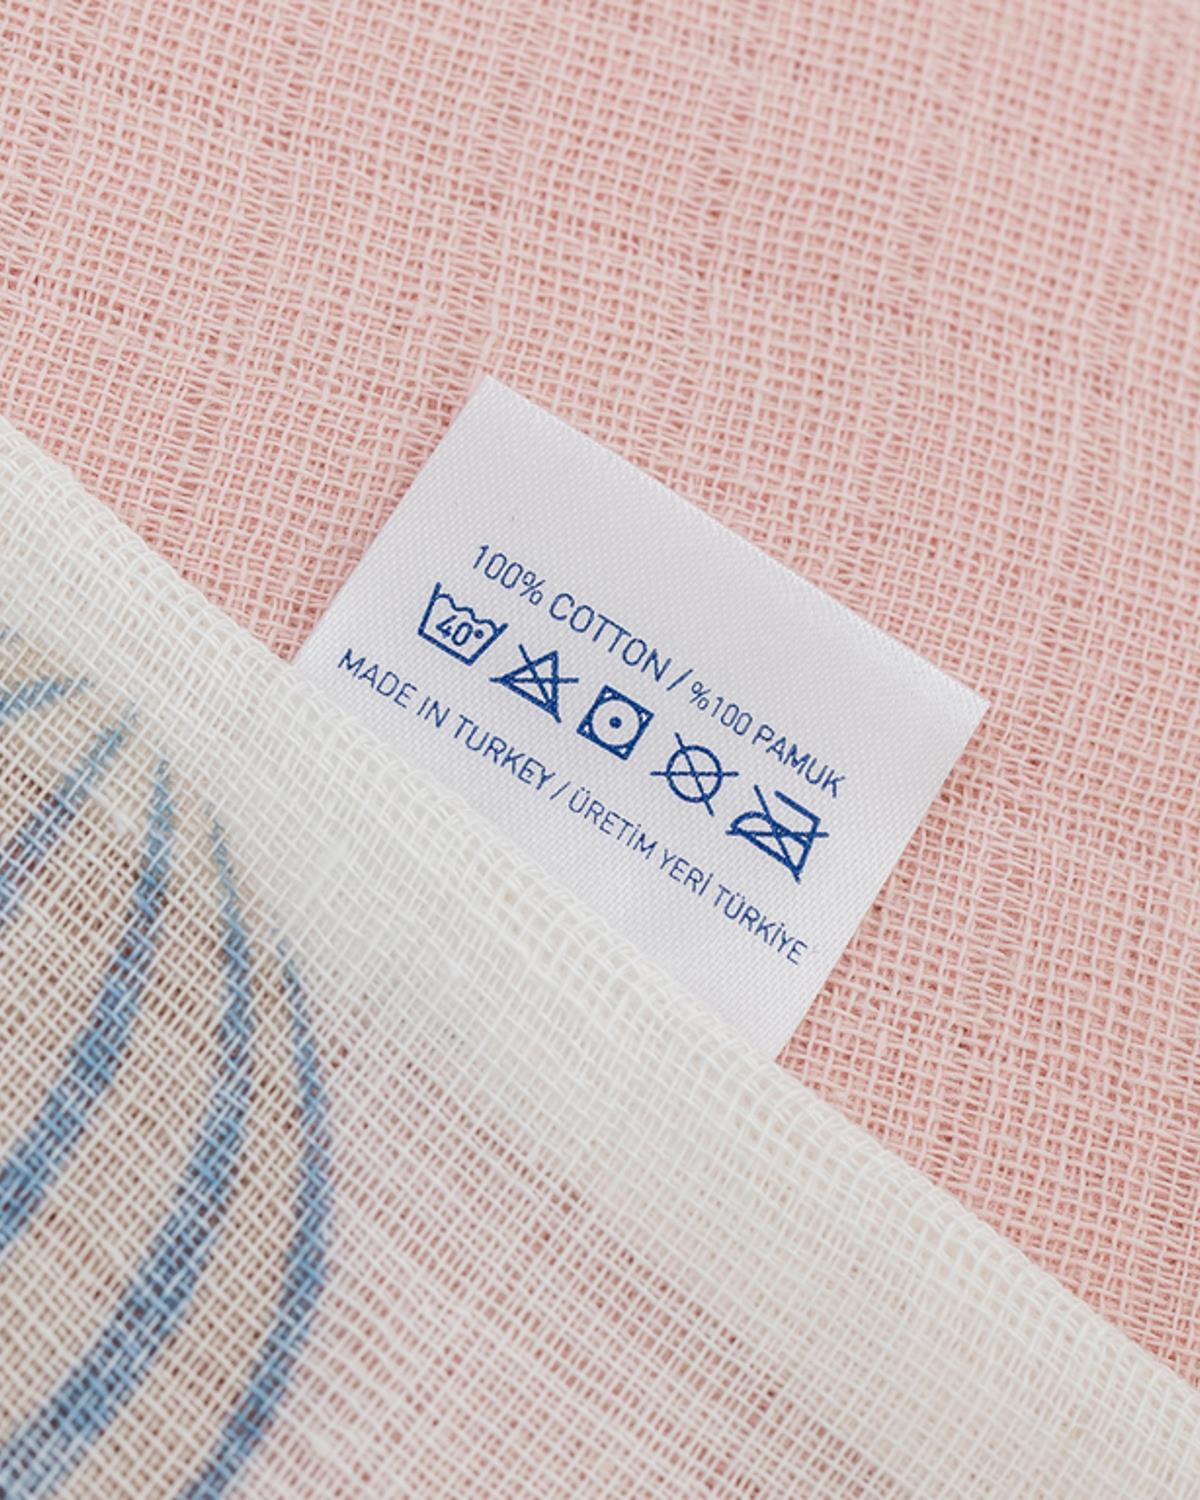 100% COTTON / %100 PAMUK
40°
MADE IN TURKEY / ÜRETİM YERİ TÜRKİYE